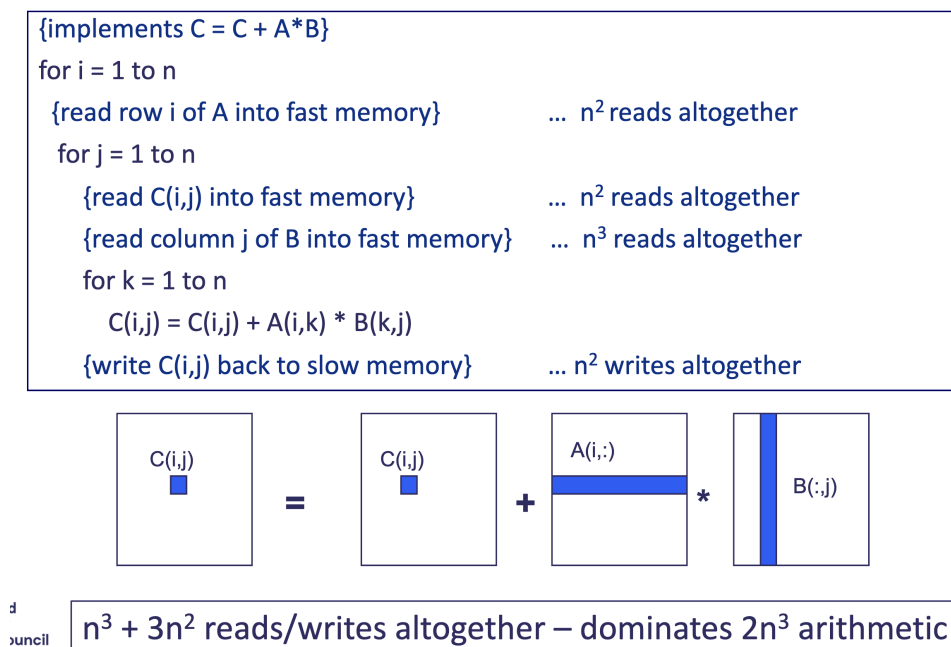 {implements C = C + A*B}
for i = 1 to n
{read row i of A into fast memory} ... n² reads altogether
for j = 1 to n
{read C(i,j) into fast memory} ... n² reads altogether
{read column j of B into fast memory} ... n³ reads altogether
for k = 1 to n
C(i,j) = C(i,j) + A(i,k) * B(k,j)
{write C(i,j) back to slow memory} ... n² writes altogether
C(i,j) = C(i,j) + A(i,:) * B(:,j)
n³ + 3n² reads/writes altogether – dominates 2n³ arithmetic